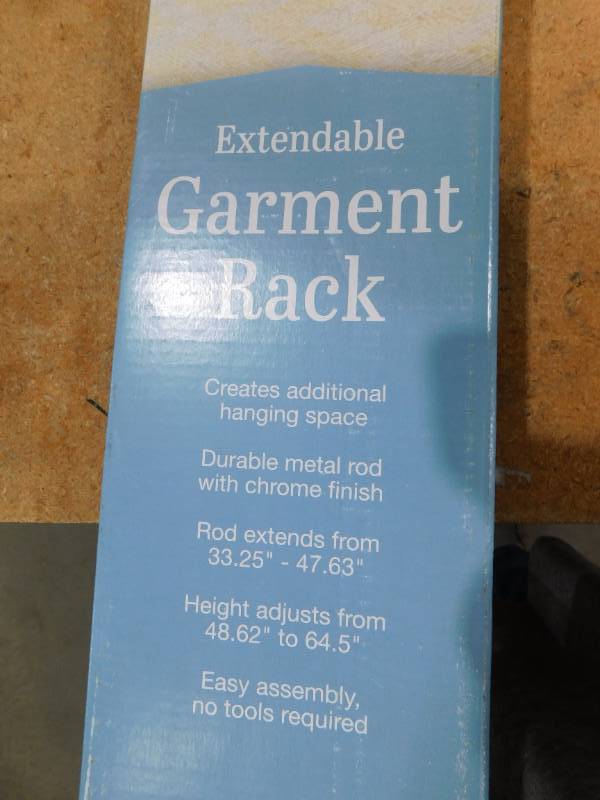 Extendable
Garment
Rack
Creates additional
hanging space
Durable metal rod
with chrome finish
Rod extends from
33.25" - 47.63"
Height adjusts from
48.62" to 64.5"
Easy assembly,
no tools required